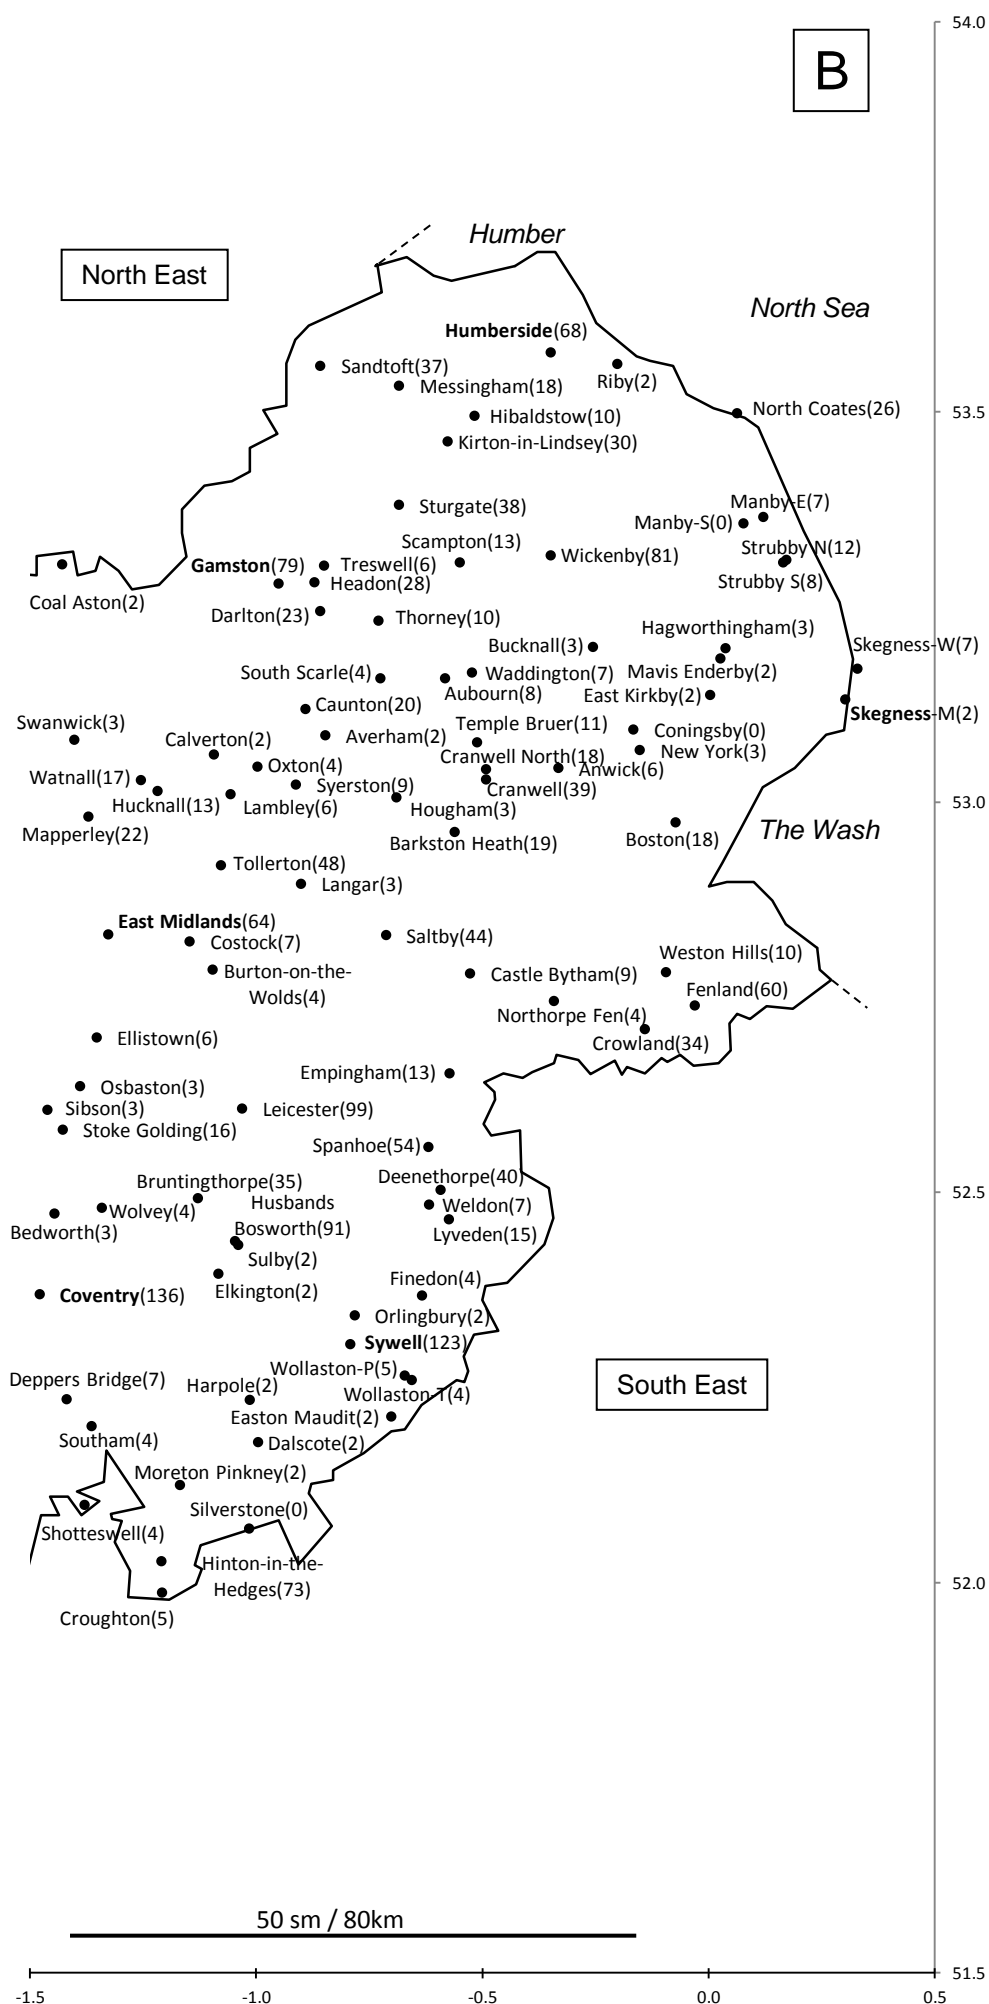 54.0
B
Humber
North East
North Sea
Humberside(68)
Sandtoft(37)
Riby(2)
Messingham(18)
North Coates(26)
Hibaldstow(10)
Kirton-in-Lindsey(30)
53.5
Manby-E(7)
Sturgate(38)
Manby-S(0)
Scampton(13)
Strubby N(12)
Wickenby(81)
Gamston(79)
Treswell(6)
Headon(28)
Strubby S(8)
Coal Aston(2)
Darlton(23)
Thorney(10)
Hagworthingham(3)
Bucknall(3)
Skegness-W(7)
South Scarle(4)
Waddington(7)
Mavis Enderby(2)
Aubourn(8)
East Kirkby(2)
Caunton(20)
Skegness-M(2)
Swanwick(3)
Temple Bruer(11)
Coningsby(0)
Calverton(2)
Averham(2)
New York(3)
Cranwell North(18)
Oxton(4)
Anwick(6)
Watnall(17)
Syerston(9)
Cranwell(39)
Hucknall(13)
Lambley(6)
Hougham(3)
53.0
Mapperley(22)
Barkston Heath(19)
Boston(18)
The Wash
Tollerton(48)
Langar(3)
East Midlands(64)
Costock(7)
Saltby(44)
Weston Hills(10)
Burton-on-the-
Wolds(4)
Castle Bytham(9)
Fenland(60)
Northorpe Fen(4)
Ellistown(6)
Crowland(34)
Empingham(13)
Osbaston(3)
Sibson(3)
Leicester(99)
Stoke Golding(16)
Spanhoe(54)
Deenethorpe(40)
Bruntingthorpe(35)
52.5
Husbands
Bosworth(91)
Weldon(7)
Wolvey(4)
Bedworth(3)
Lyveden(15)
Sulby(2)
Finedon(4)
Elkington(2)
Coventry(136)
Orlingbury(2)
Sywell(123)
Wollaston-P(5)
Deppers Bridge(7)
Harpole(2)
Wollaston-T(4)
South East
Easton Maudit(2)
Southam(4)
Dalscote(2)
Moreton Pinkney(2)
Silverstone(0)
Shotteswell(4)
Hinton-in-the-
Hedges(73)
52.0
Croughton(5)
50 sm / 80km
51.5
-1.5
-1.0
-0.5
0.0
0.5